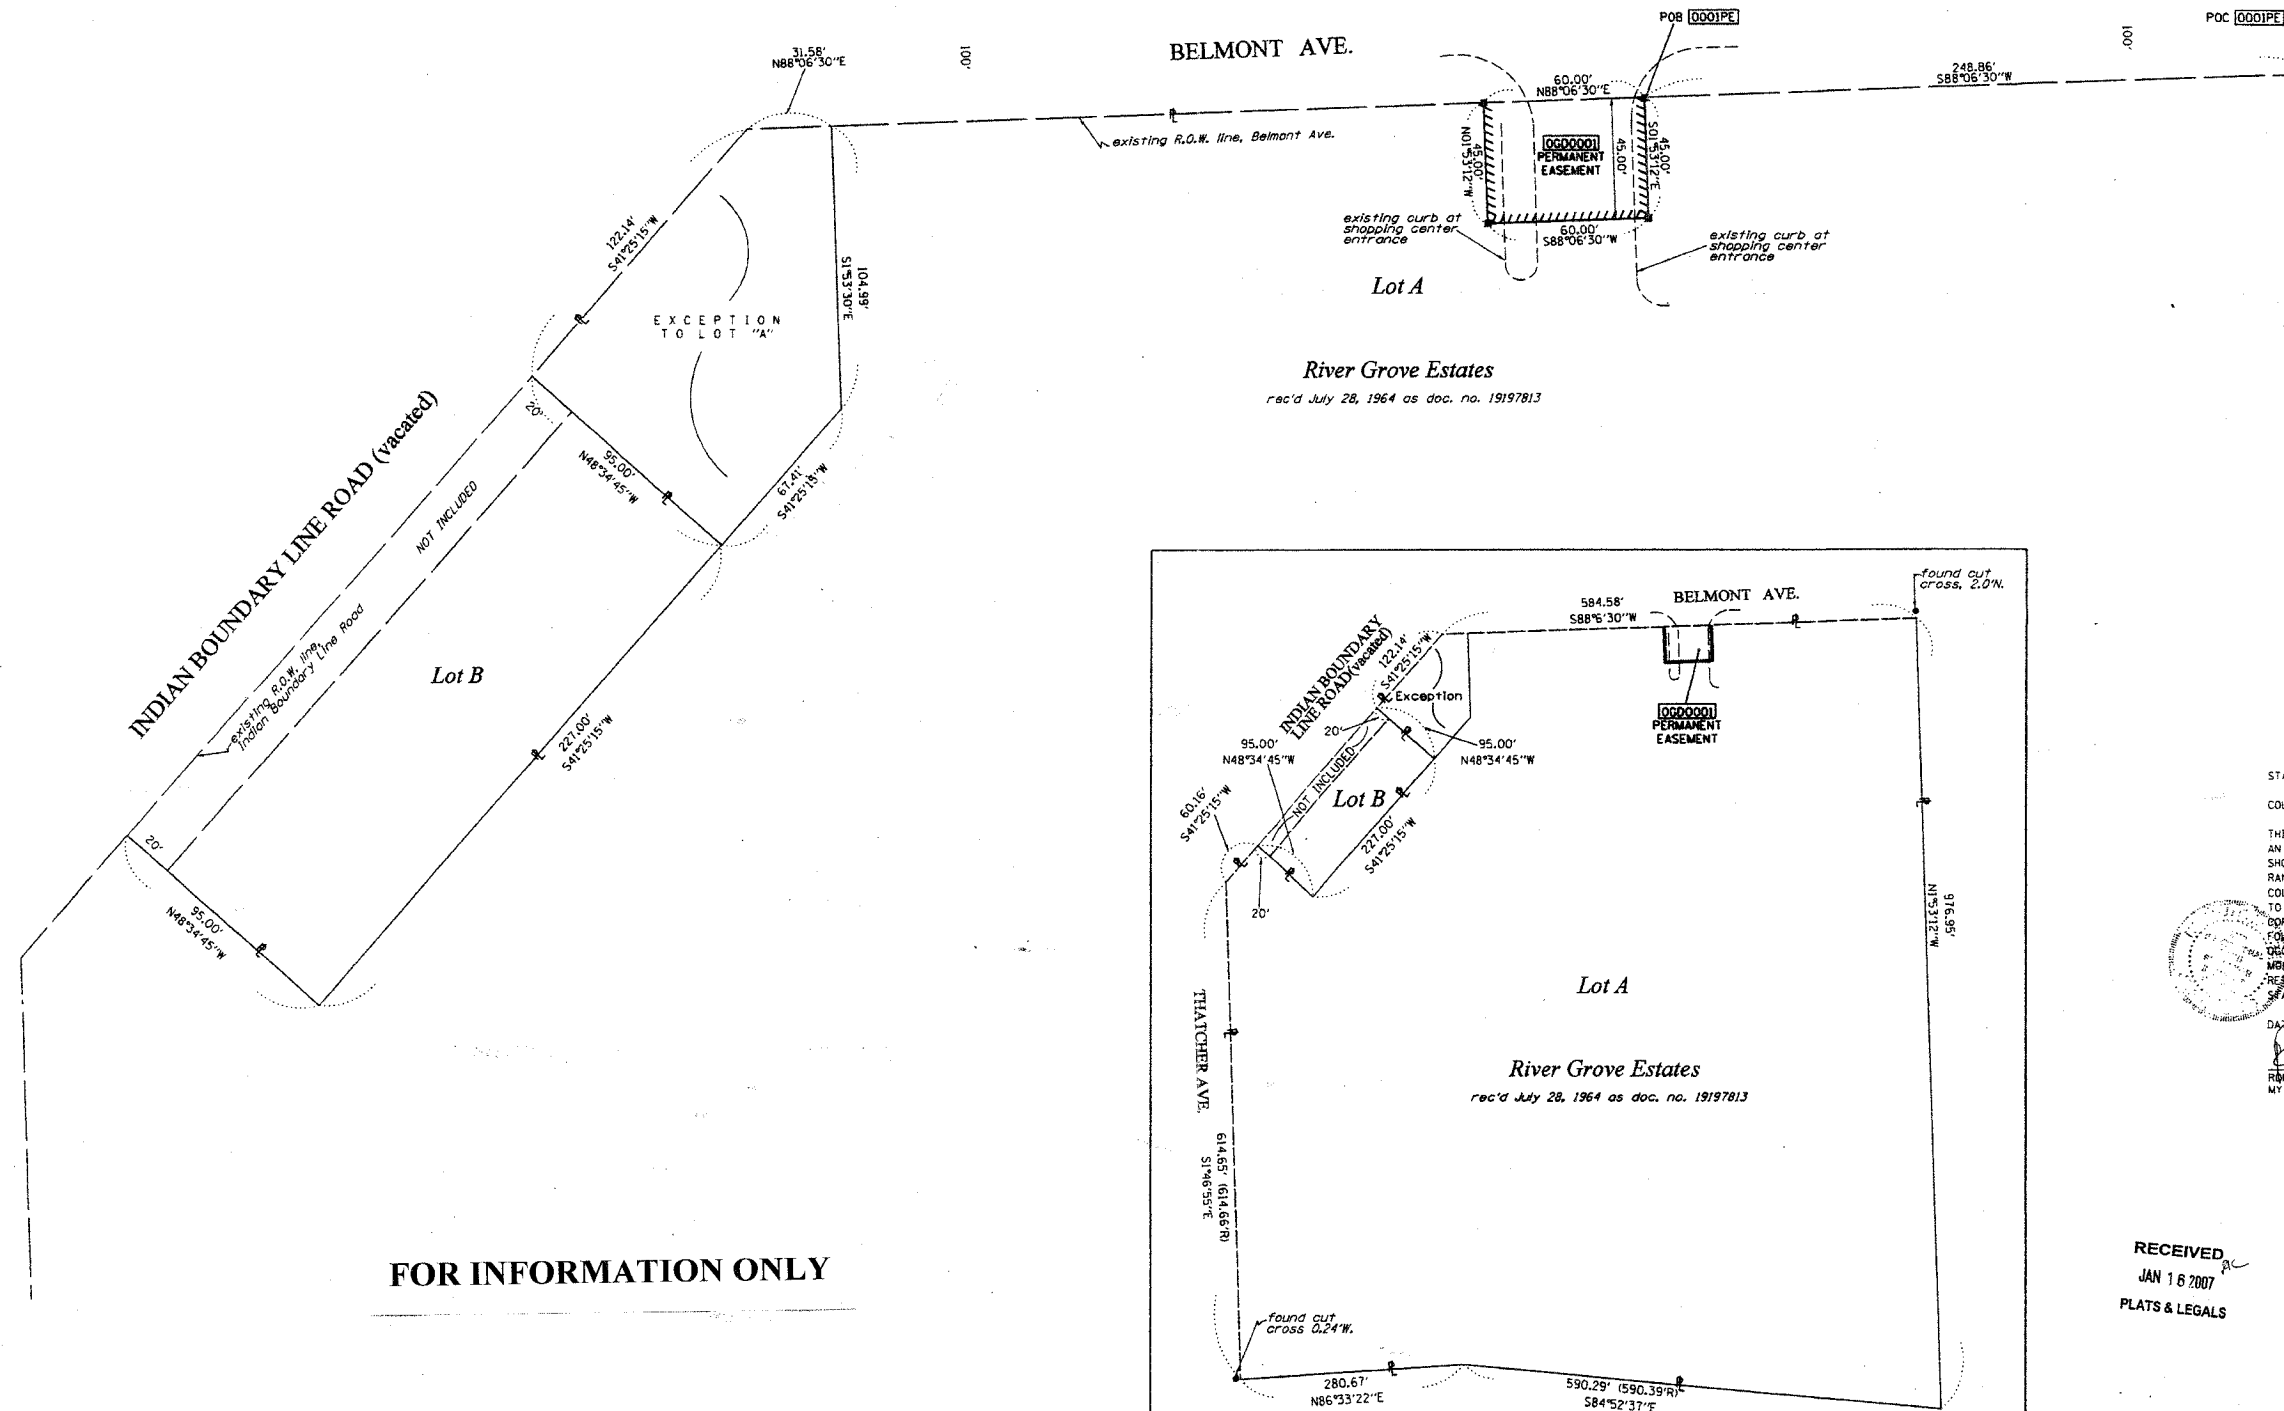 POB 0001PE
POC 0001PE
31.58'
N88°06'30"E
100'
BELMONT AVE.
100'
60.00'
N88°06'30"E
248.86'
S88°06'30"W
existing R.O.W. line, Belmont Ave.
N01°53'12"W
45.00'
0GD0001
PERMANENT
EASEMENT
45.00'
S01°53'12"E
45.00'
existing curb at
shopping center
entrance
60.00'
S88°06'30"W
existing curb at
shopping center
entrance
122.14'
S41°25'15"W
104.99'
S1°53'30"E
EXCEPTION
TO LOT "A"
Lot A
River Grove Estates
rec'd July 28, 1964 as doc. no. 19197813
20'
95.00'
N48°34'45"W
67.41'
S41°25'15"W
INDIAN BOUNDARY LINE ROAD (vacated)
NOT INCLUDED
existing R.O.W. line,
Indian Boundary Line Road
Lot B
227.00'
S41°25'15"W
20'
95.00'
N48°34'45"W
FOR INFORMATION ONLY
found cut
cross, 2.0'N.
584.58'
S88°6'30"W
BELMONT AVE.
INDIAN BOUNDARY
LINE ROAD(vacated)
122.14'
S41°25'15"W
Exception
0GD0001
PERMANENT
EASEMENT
20'
95.00'
N48°34'45"W
95.00'
N48°34'45"W
NOT INCLUDED
Lot B
60.16'
S41°25'15"W
227.00'
S41°25'15"W
20'
976.95'
N1°53'12"W
THATCHER AVE.
Lot A
River Grove Estates
rec'd July 28, 1964 as doc. no. 19197813
614.65' (614.66'R)
S1°46'55"E
found cut
cross 0.24'W.
280.67'
N86°33'22"E
590.29' (590.39'R)
S84°52'37"E
STA
COU
THE
AN
SHO
RAN
COU
TO
MY
RECEIVED
JAN 16 2007
PLATS & LEGALS